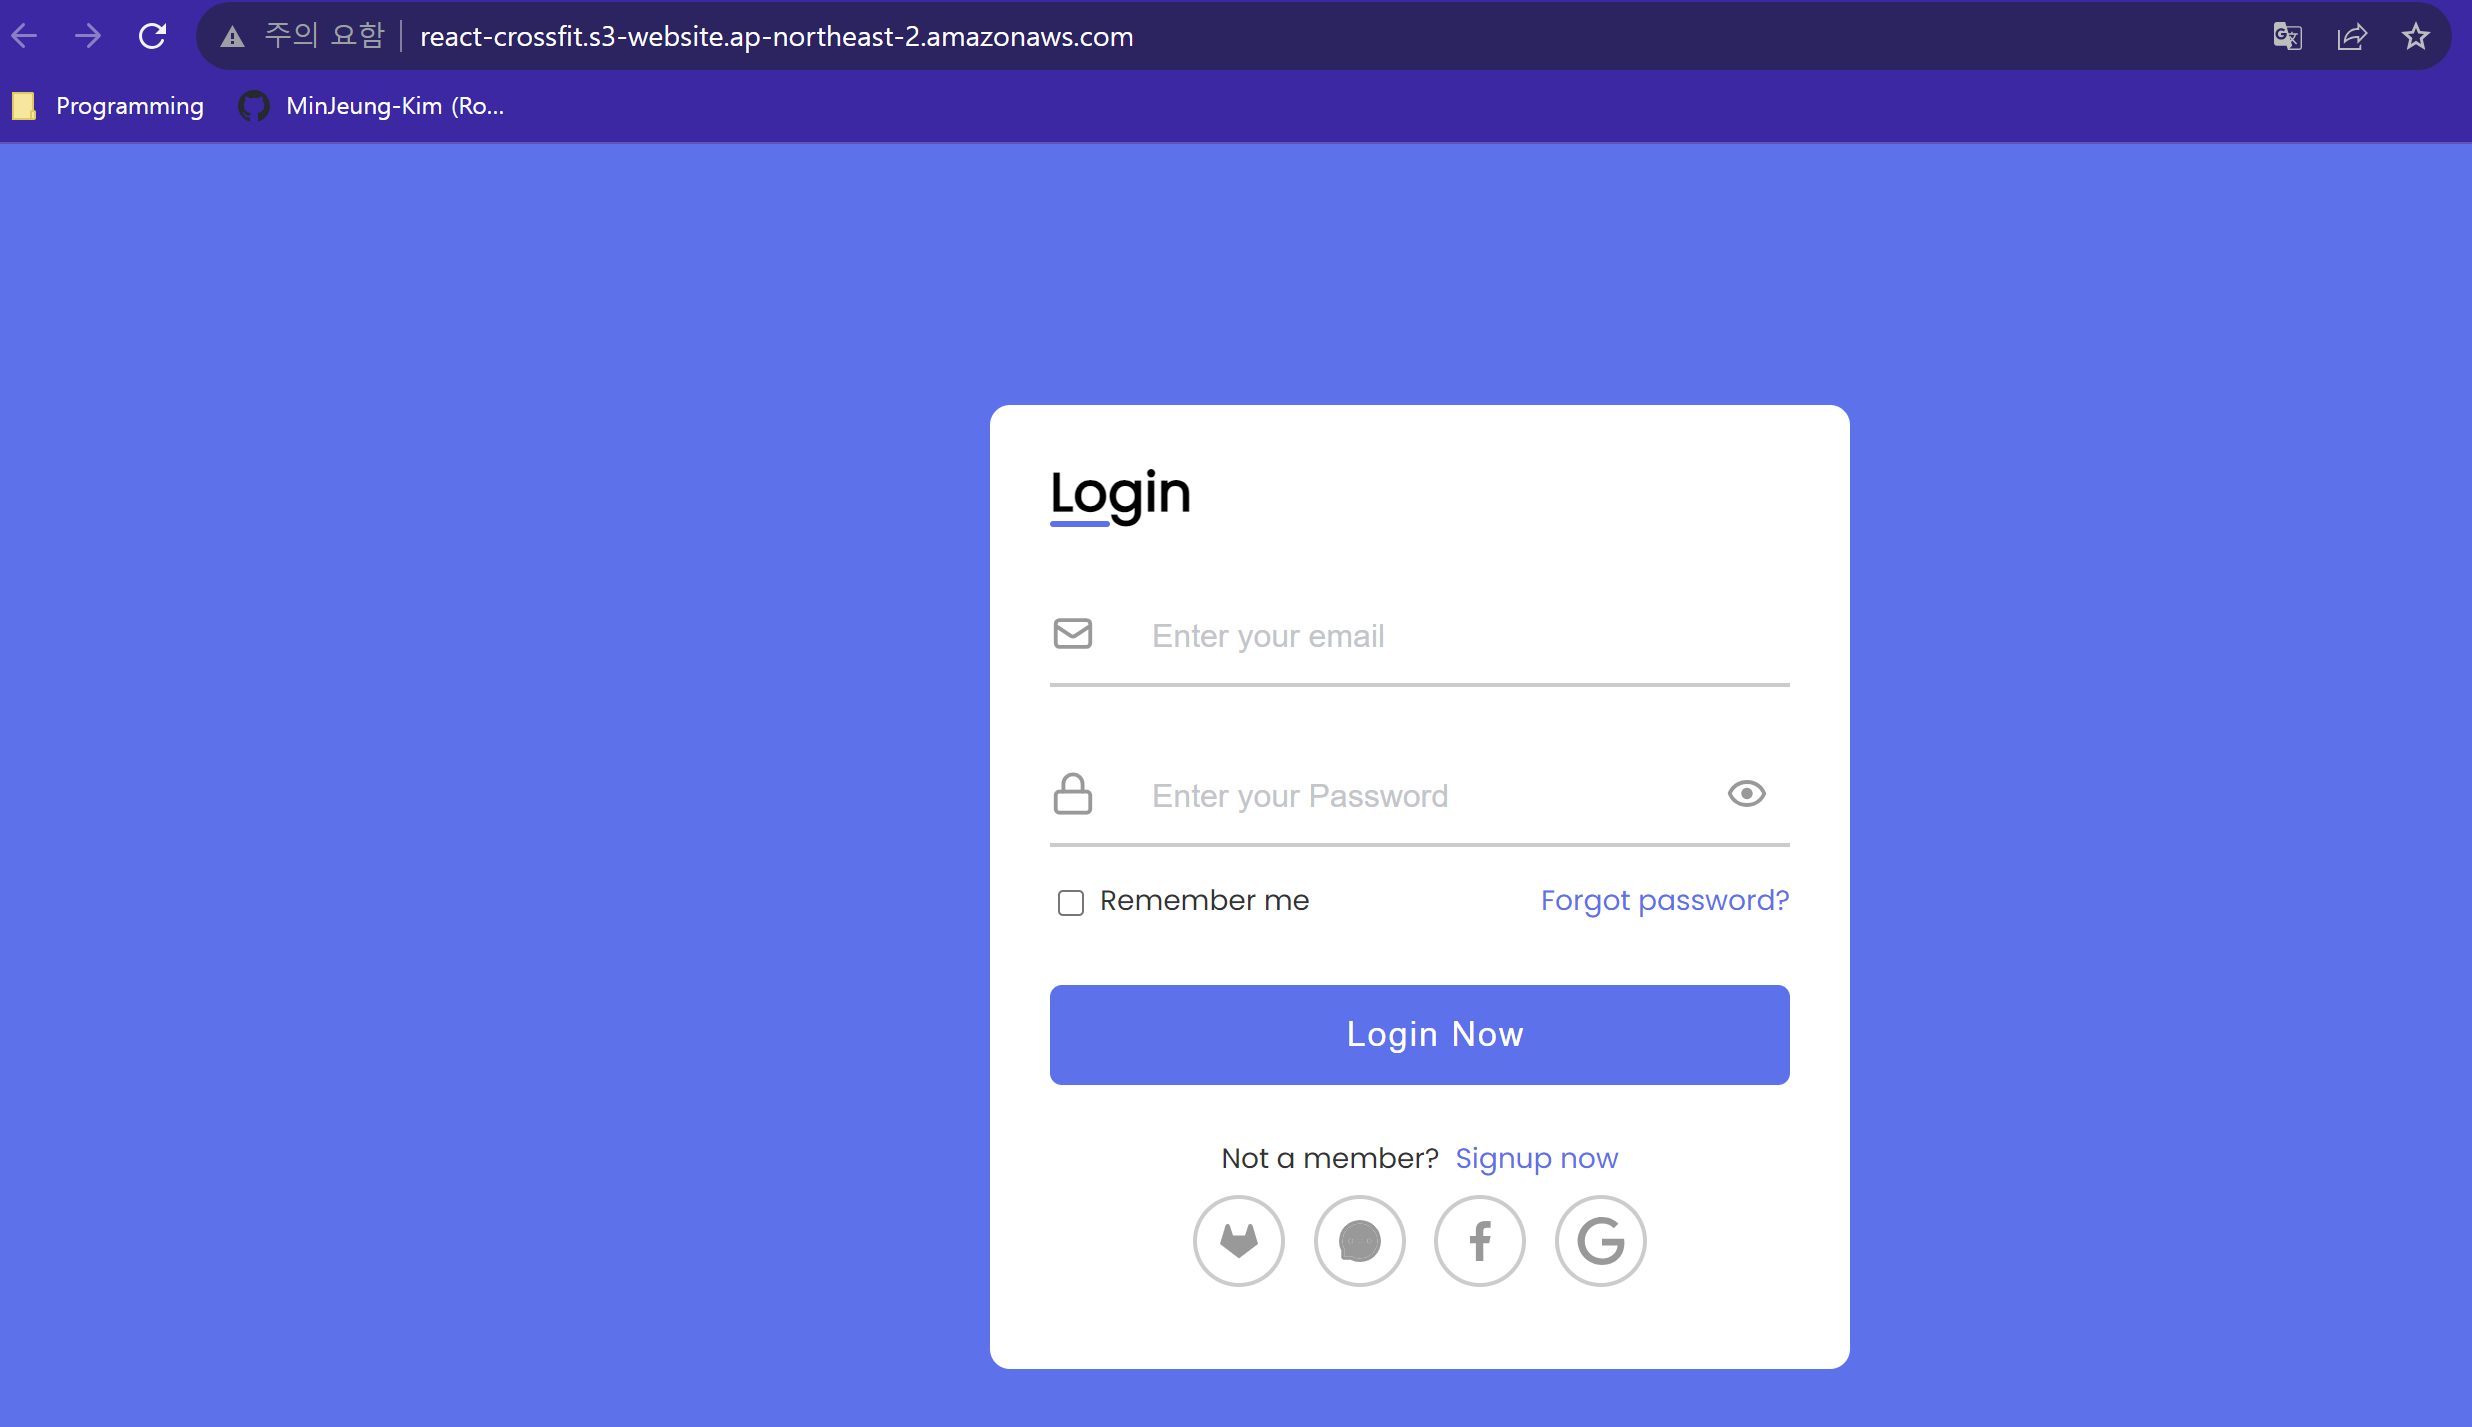 주의 요함 react-crossfit.s3-website.ap-northeast-2.amazonaws.com
Programming MinJeung-Kim (Ro...
Login
Enter your email
Enter your Password
Remember me Forgot password?
Login Now
Not a member? Signup now